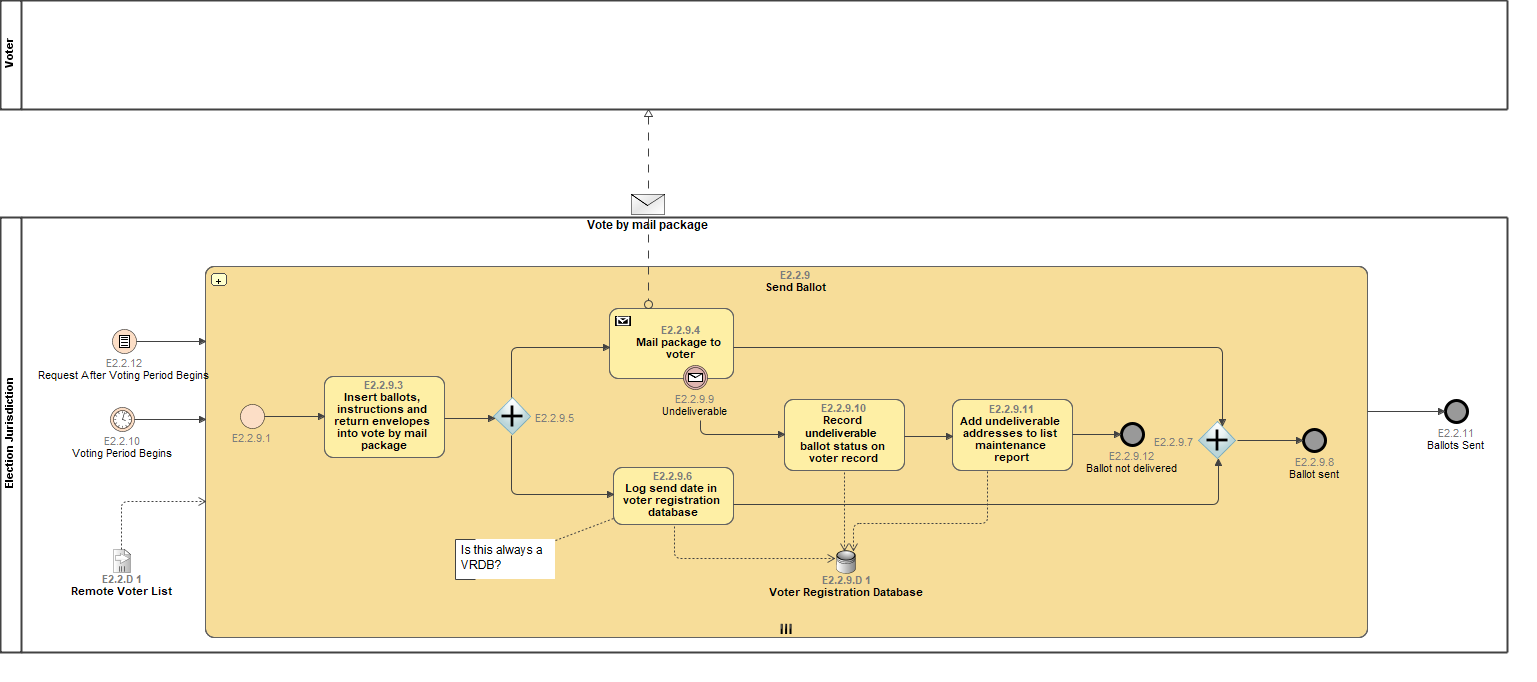 Voter
Vote by mail package
Election Jurisdiction
E2.2.9
Send Ballot
E2.2.12
Request After Voting Period Begins
E2.2.10
Voting Period Begins
E2.2.D 1
Remote Voter List
E2.2.9.1
E2.2.9.3
Insert ballots,
instructions and
return envelopes
into vote by mail
package
E2.2.9.5
E2.2.9.4
Mail package to
voter
E2.2.9.9
Undeliverable
E2.2.9.6
Log send date in
voter registration
database
Is this always a
VRDB?
E2.2.9.10
Record
undeliverable
ballot status on
voter record
E2.2.9.11
Add undeliverable
addresses to list
maintenance
report
E2.2.9.12
Ballot not delivered
E2.2.9.7
E2.2.9.8
Ballot sent
E2.2.9.D 1
Voter Registration Database
E2.2.11
Ballots Sent